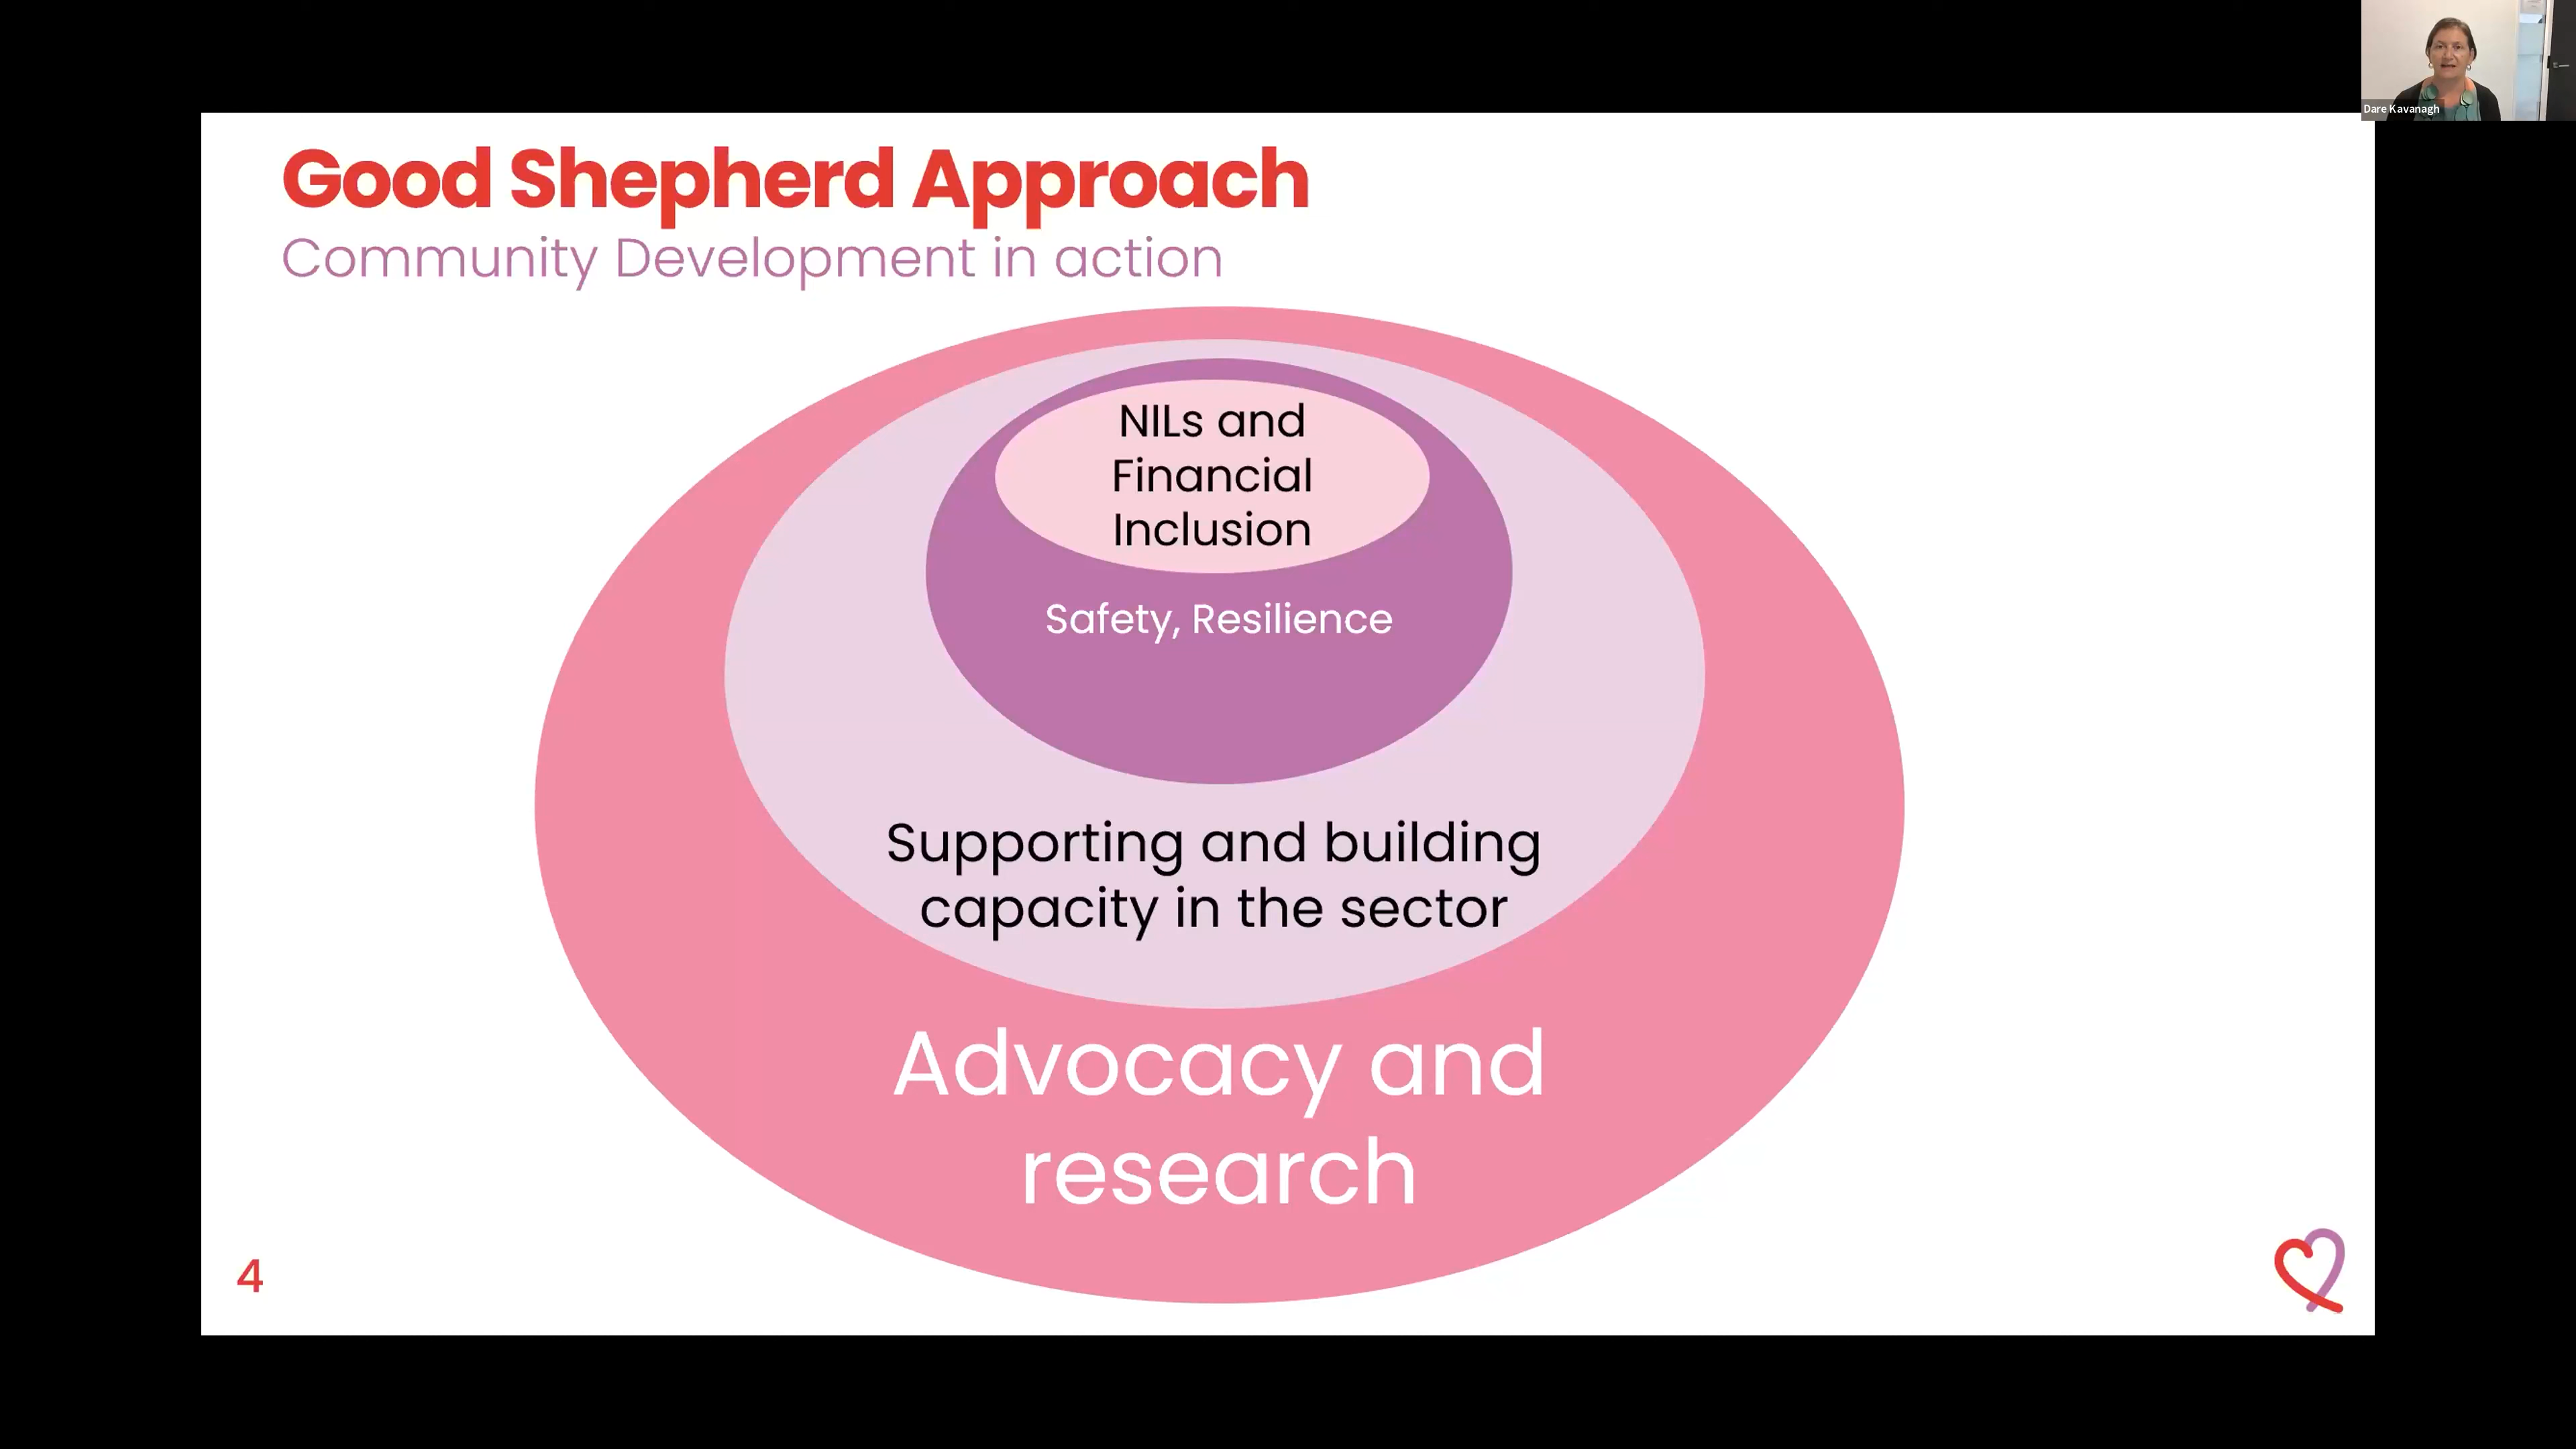 Dare Kavanagh
Good Shepherd Approach
Community Development in action
NILs and
Financial
Inclusion
Safety, Resilience
Supporting and building
capacity in the sector
Advocacy and
research
4